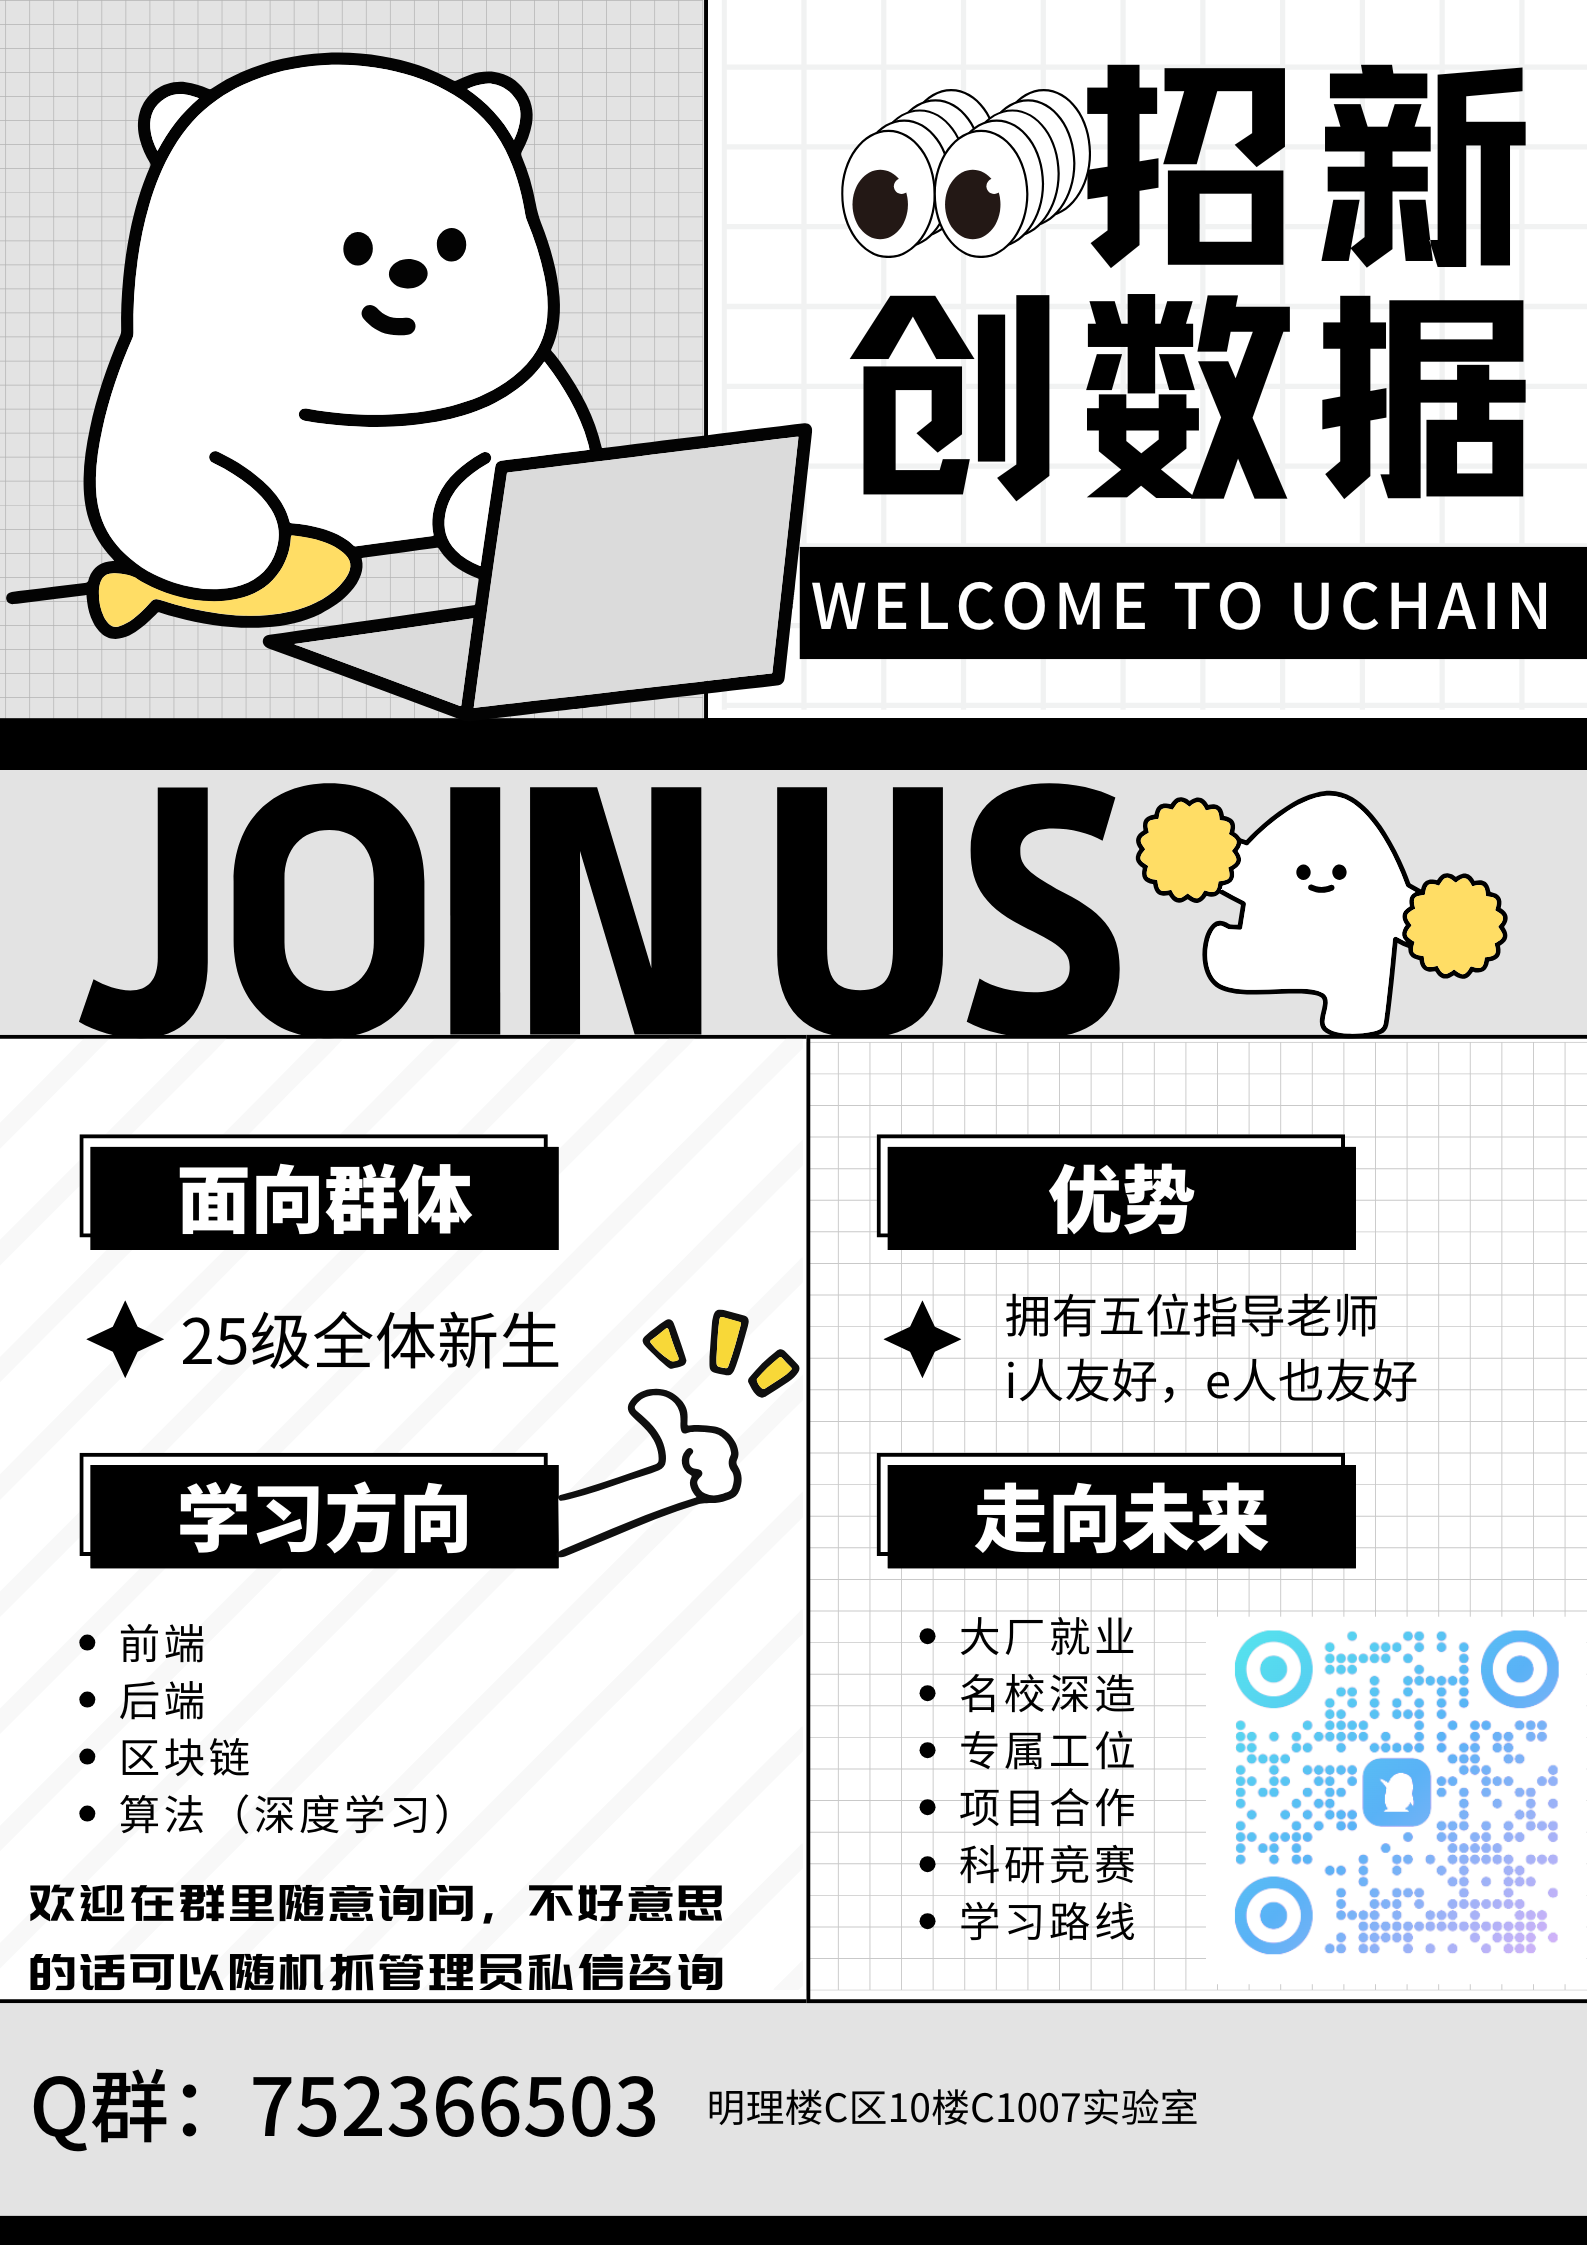 招新
创数据
WELCOME TO UCHAIN
JOIN US
面向群体
25级全体新生
学习方向
前端
后端
区块链
算法（深度学习）
欢迎在群里随意询问，不好意思
的话可以随机抓管理员私信咨询
优势
拥有五位指导老师
i人友好，e人也友好
走向未来
大厂就业
名校深造
专属工位
项目合作
科研竞赛
学习路线
Q群：752366503
明理楼C区10楼C1007实验室